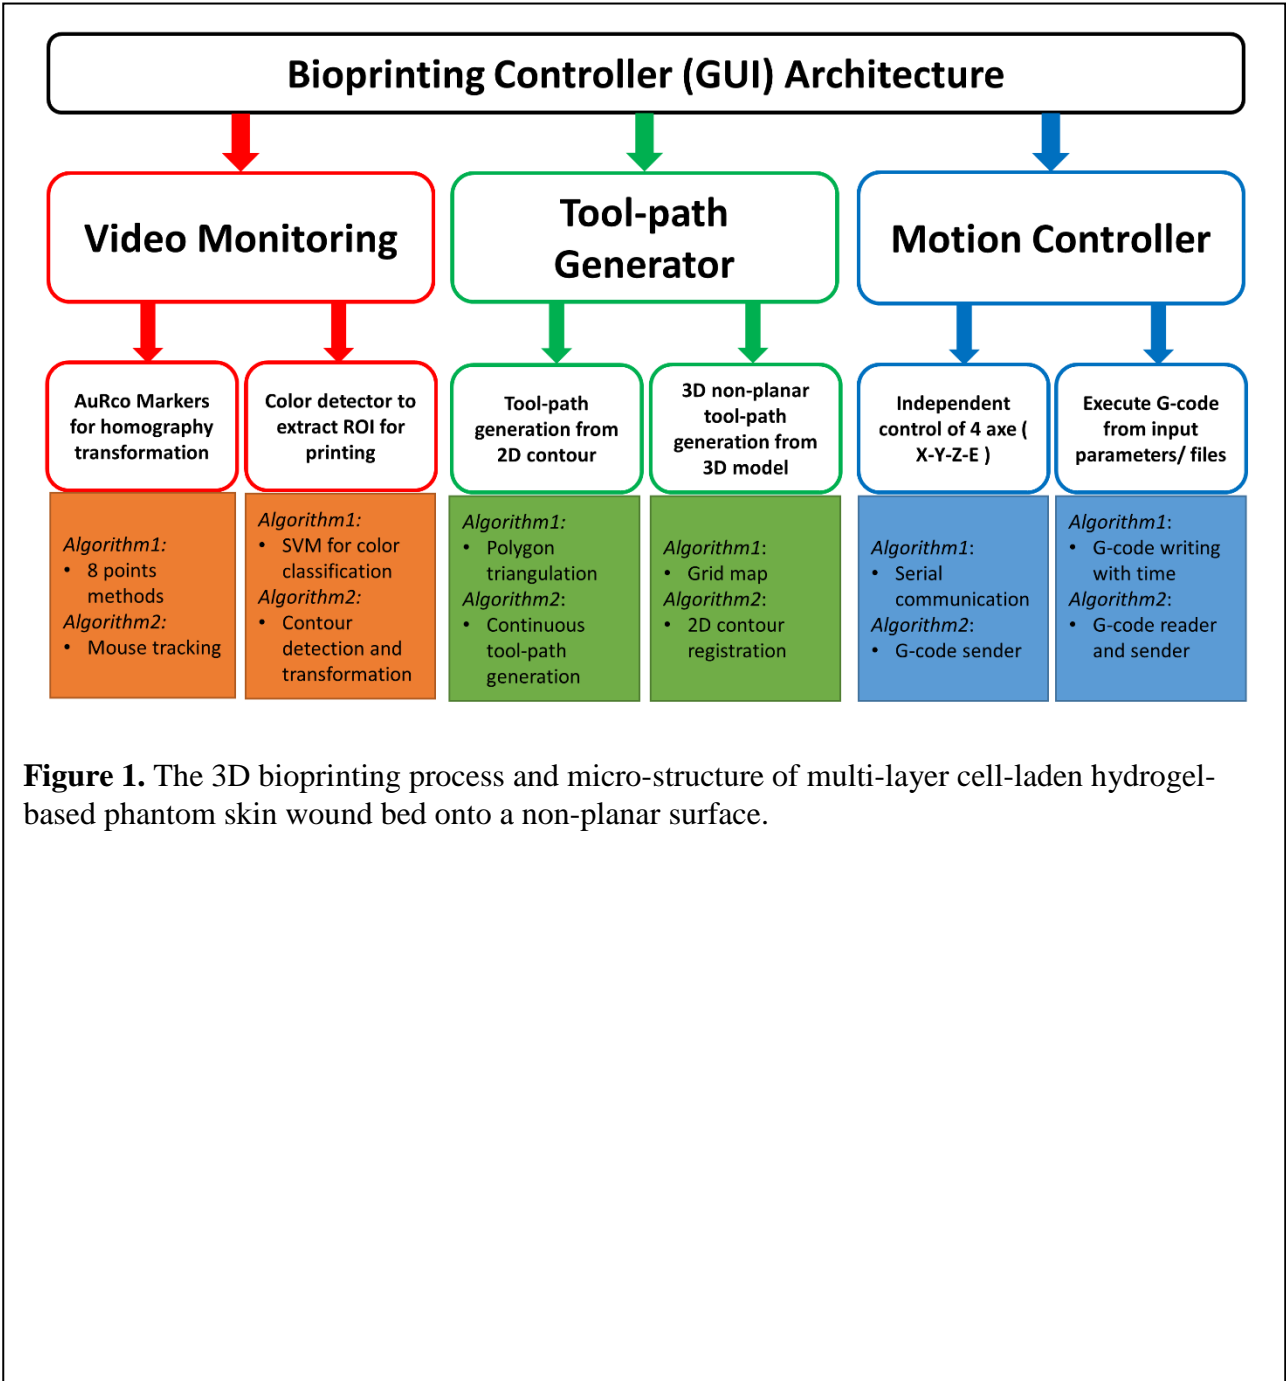 Bioprinting Controller (GUI) Architecture
Video Monitoring
Tool-path
Generator
Motion Controller
AuRco Markers
for homography
transformation
Color detector to
extract ROI for
printing
Tool-path
generation from
2D contour
3D non-planar
tool-path
generation from
3D model
Independent
control of 4 axe (
X-Y-Z-E )
Execute G-code
from input
parameters/ files
Algorithm1:
• 8 points
methods
Algorithm2:
• Mouse tracking
Algorithm1:
• SVM for color
classification
Algorithm2:
• Contour
detection and
transformation
Algorithm1:
• Polygon
triangulation
Algorithm2:
• Continuous
tool-path
generation
Algorithm1:
• Grid map
Algorithm2:
• 2D contour
registration
Algorithm1:
• Serial
communication
Algorithm2:
• G-code sender
Algorithm1:
• G-code writing
with time
Algorithm2:
• G-code reader
and sender
Figure 1. The 3D bioprinting process and micro-structure of multi-layer cell-laden hydrogel-
based phantom skin wound bed onto a non-planar surface.